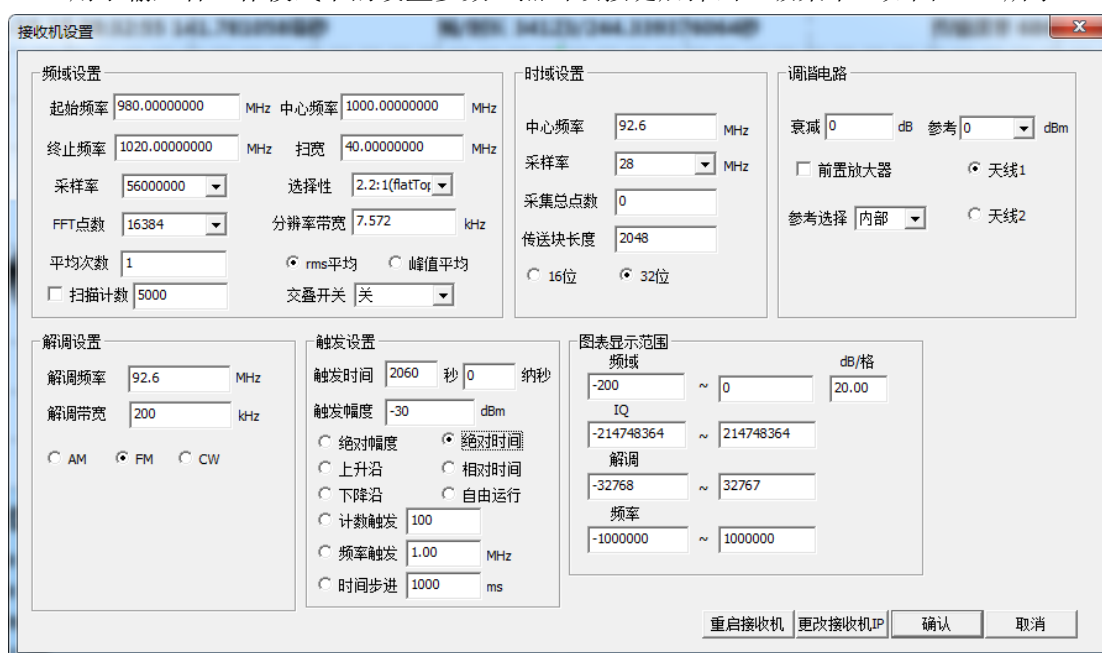 接收机设置
频域设置
起始频率 980.00000000 MHz 中心频率 1000.00000000 MHz
终止频率 1020.00000000 MHz 扫宽 40.00000000 MHz
采样率 56000000 选择性 2.2:1(flatTop
FFT点数 16384 分辨率带宽 7.572 kHz
平均次数 1 rms平均 峰值平均
扫描计数 5000 交叠开关 关
时域设置
中心频率 92.6 MHz
采样率 28 MHz
采集总点数 0
传送块长度 2048
16位 32位
调谐电路
衰减 0 dB 参考 0 dBm
前置放大器 天线1
参考选择 内部 天线2
解调设置
解调频率 92.6 MHz
解调带宽 200 kHz
AM FM CW
触发设置
触发时间 2060 秒 0 纳秒
触发幅度 -30 dBm
绝对幅度 绝对时间
上升沿 相对时间
下降沿 自由运行
计数触发 100
频率触发 1.00 MHz
时间步进 1000 ms
图表显示范围
频域 dB/格
-200 ~ 0 20.00
IQ
-214748364 ~ 214748364
解调
-32768 ~ 32767
频率
-1000000 ~ 1000000
重启接收机 更改接收机IP 确认 取消